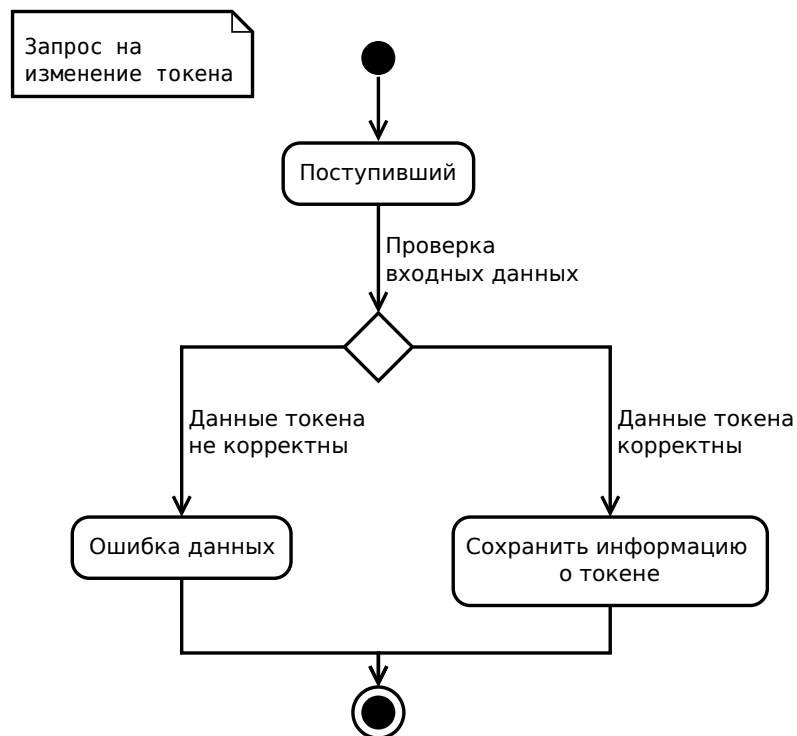 Запрос на
изменение токена
Поступивший
Проверка
входных данных
Данные токена
не корректны
Данные токена
корректны
Ошибка данных
Сохранить информацию
о токене